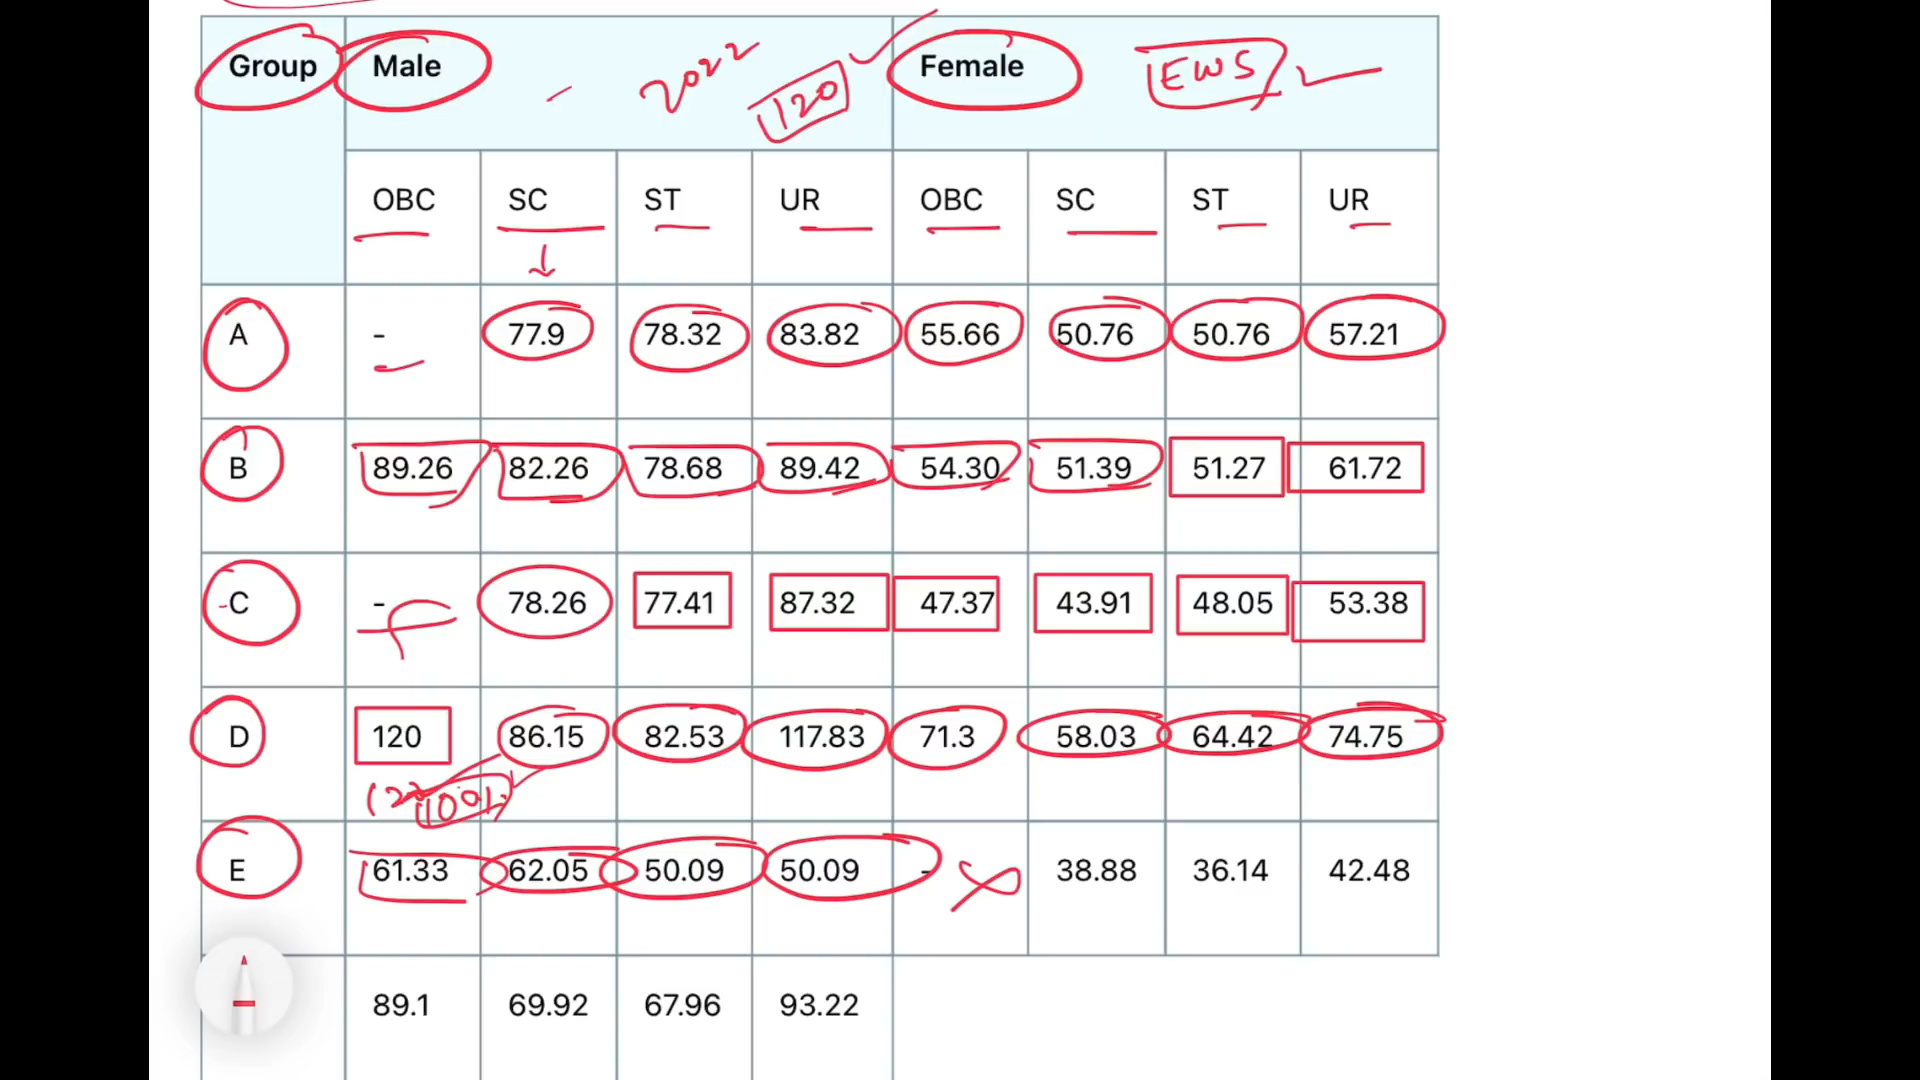 Group Male 2022 120 Female EWS
OBC SC ST UR OBC SC ST UR
A - 77.9 78.32 83.82 55.66 50.76 50.76 57.21
B 89.26 82.26 78.68 89.42 54.30 51.39 51.27 61.72
C - 78.26 77.41 87.32 47.37 43.91 48.05 53.38
D 120 86.15 82.53 117.83 71.3 58.03 64.42 74.75
E 61.33 62.05 50.09 50.09 - 38.88 36.14 42.48
89.1 69.92 67.96 93.22